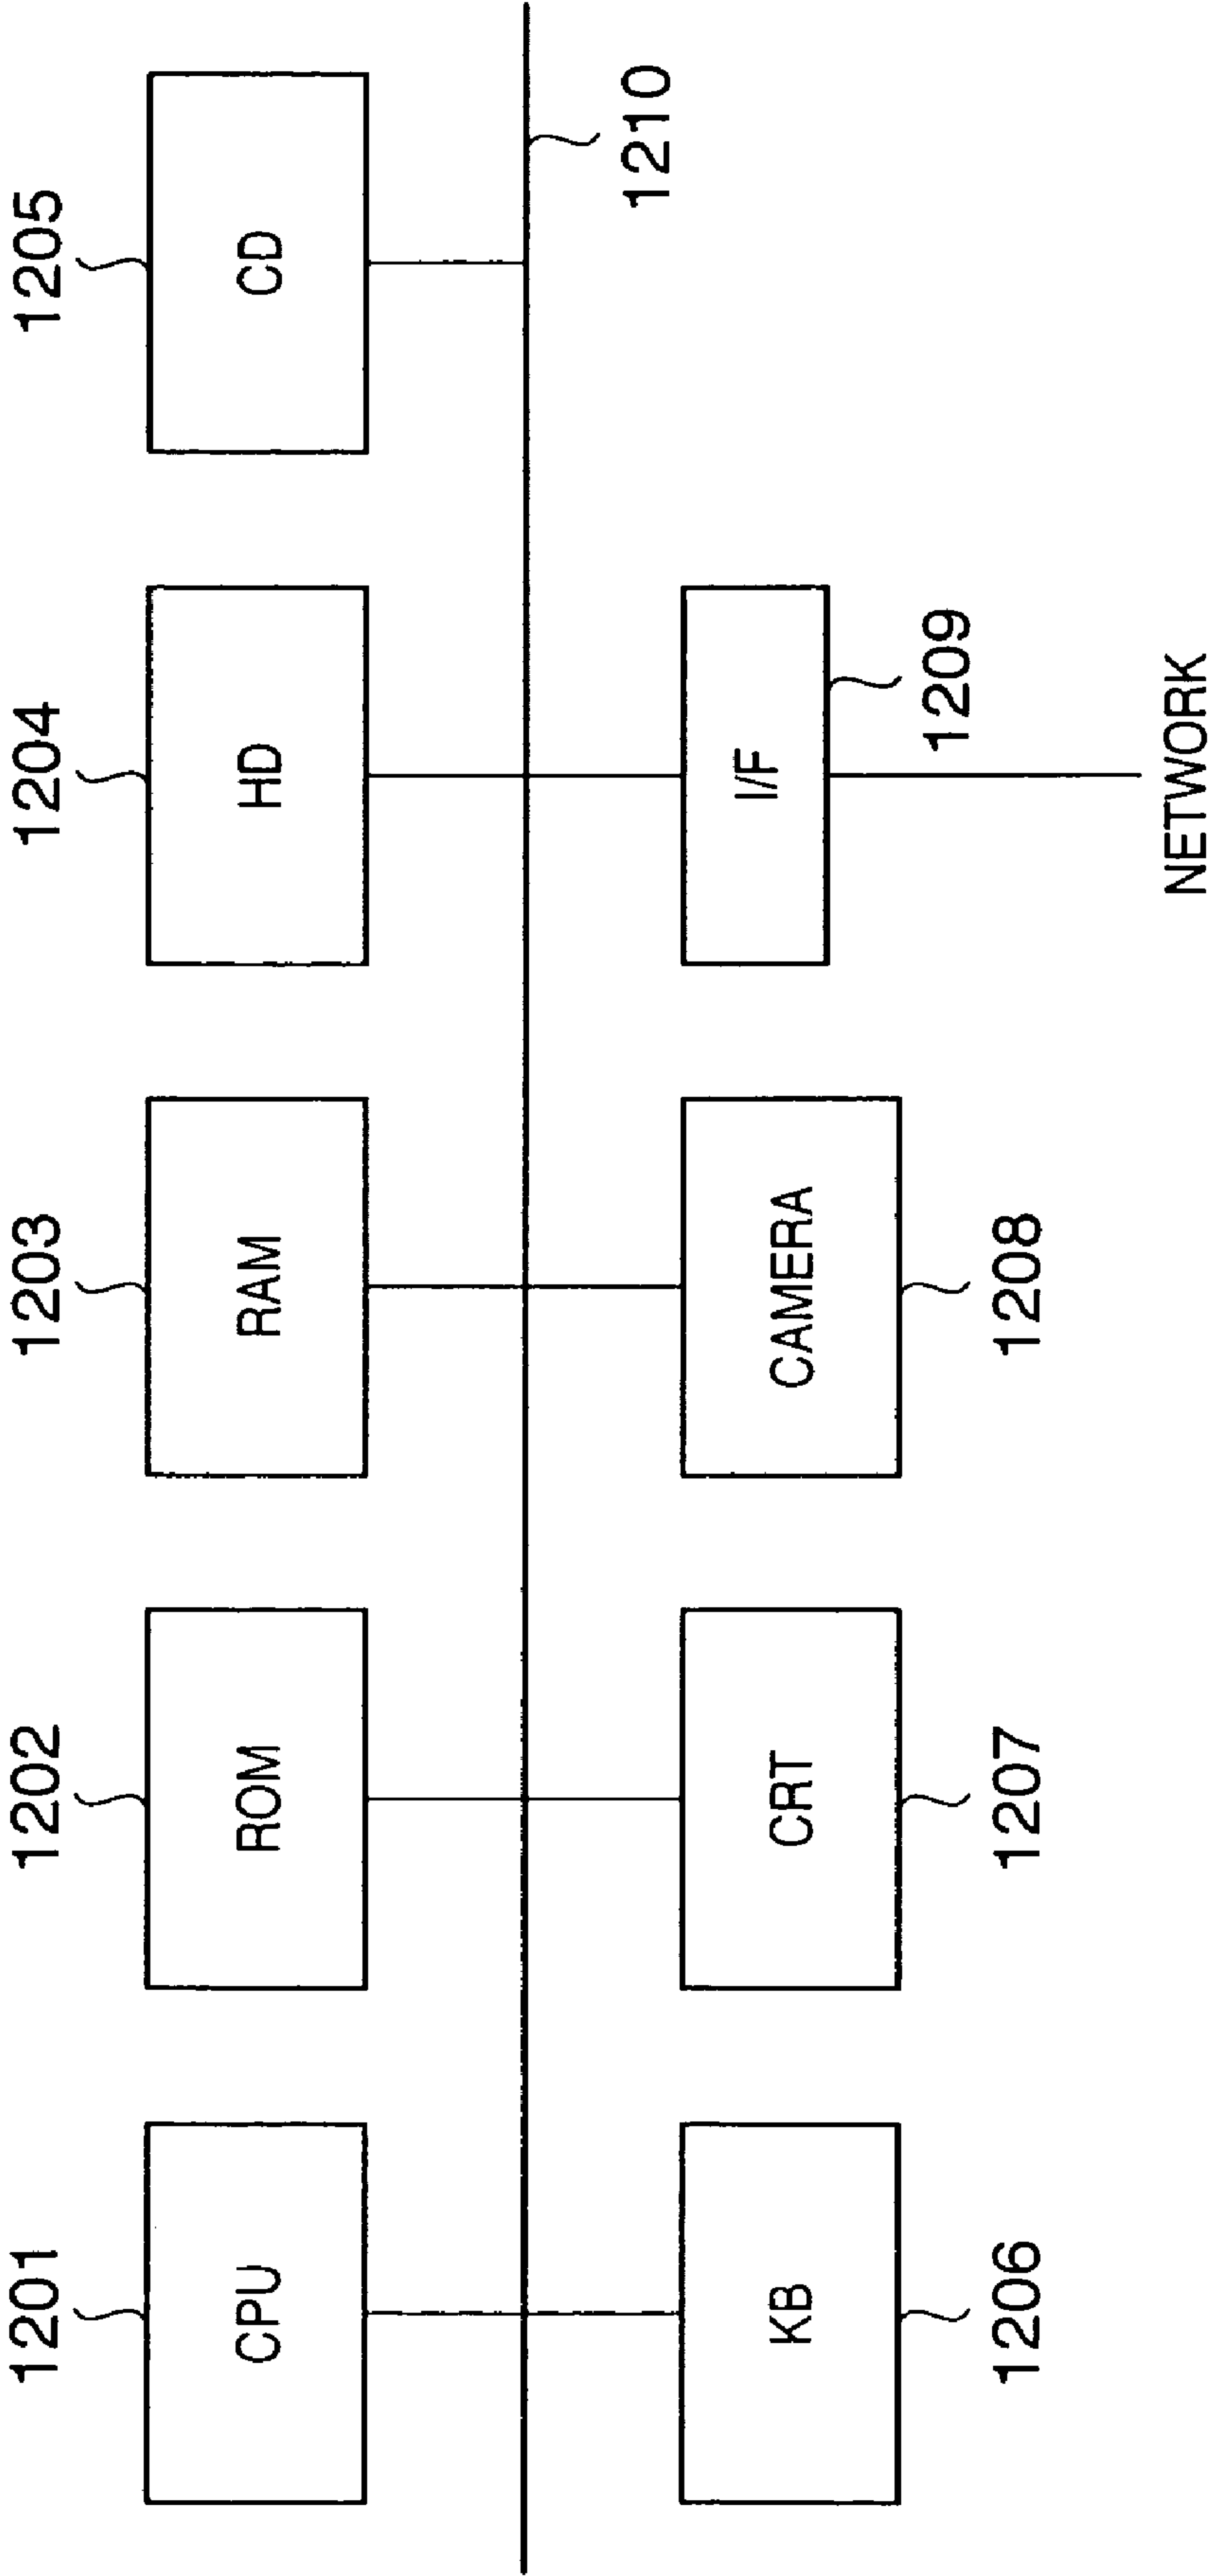 1201
1202
1203
1204
1205
CPU
ROM
RAM
HD
CD
1210
KB
CRT
CAMERA
I/F
1206
1207
1208
1209
NETWORK